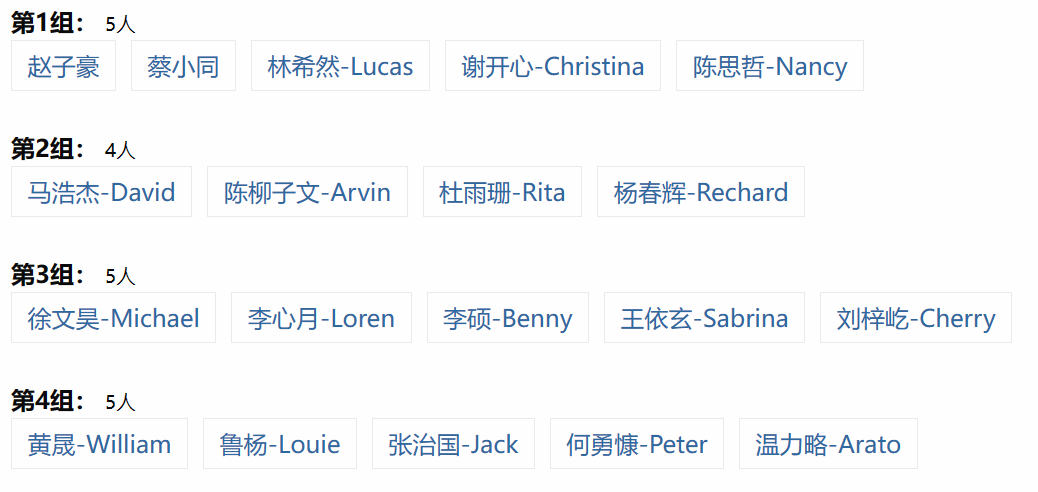 第1组： 5人
赵子豪 蔡小同 林希然-Lucas 谢开心-Christina 陈思哲-Nancy
第2组： 4人
马浩杰-David 陈柳子文-Arvin 杜雨珊-Rita 杨春辉-Rechard
第3组： 5人
徐文昊-Michael 李心月-Loren 李硕-Benny 王依玄-Sabrina 刘梓屹-Cherry
第4组： 5人
黄晟-William 鲁杨-Louie 张治国-Jack 何勇慷-Peter 温力略-Arato